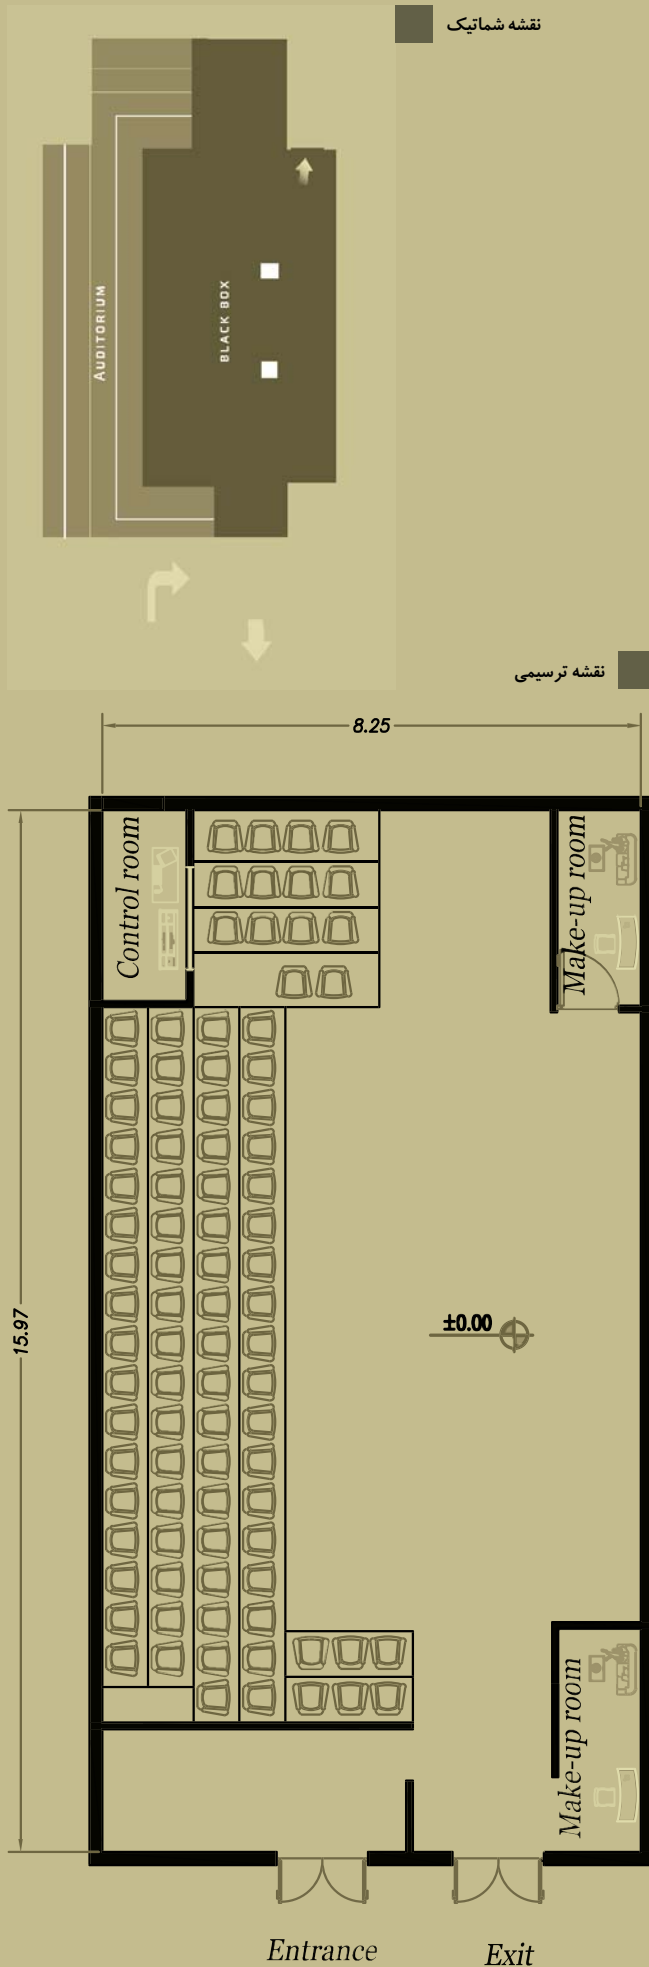 نقشه شماتیک
AUDITORIUM
BLACK BOX
نقشه ترسیمی
8.25
Control room
Make-up room
15.97
±0.00
Make-up room
Entrance
Exit